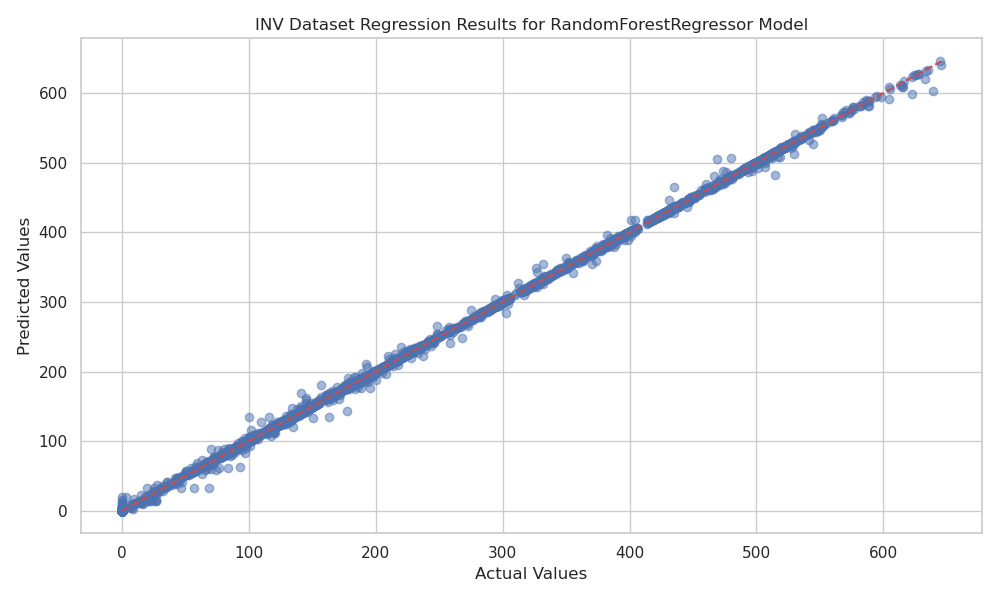 INV Dataset Regression Results for RandomForestRegressor Model
Predicted Values
600
500
400
300
200
100
0
0 100 200 300 400 500 600
Actual Values